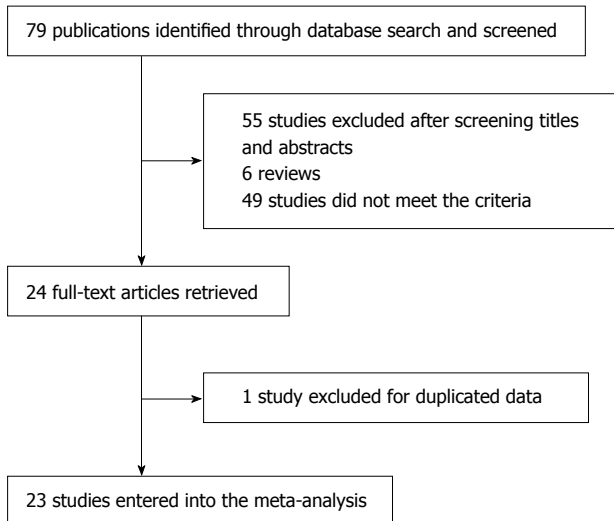 79 publications identified through database search and screened
55 studies excluded after screening titles
and abstracts
6 reviews
49 studies did not meet the criteria
24 full-text articles retrieved
1 study excluded for duplicated data
23 studies entered into the meta-analysis